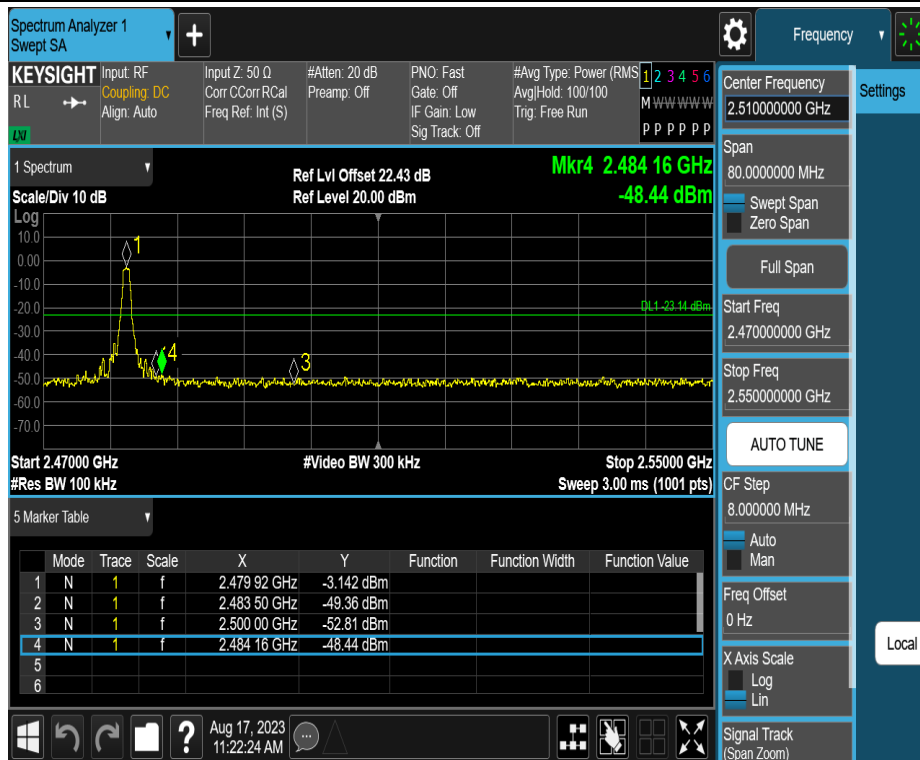 Spectrum Analyzer 1
Swept SA
+
Frequency
KEYSIGHT
RL
LXI
Input: RF
Coupling: DC
Align: Auto
Input Z: 50 Ω
Corr CCorr RCal
Freq Ref: Int (S)
#Atten: 20 dB
Preamp: Off
PNO: Fast
Gate: Off
IF Gain: Low
Sig Track: Off
#Avg Type: Power (RMS
Avg|Hold: 100/100
Trig: Free Run
1 2 3 4 5 6
M W W W W W
P P P P P P
1 Spectrum
Scale/Div 10 dB
Ref Lvl Offset 22.43 dB
Ref Level 20.00 dBm
Mkr4 2.484 16 GHz
-48.44 dBm
Log
10.0
0.00
-10.0
-20.0
-30.0
-40.0
-50.0
-60.0
-70.0
1
4
3
DL1 -23.14 dBm
Start 2.47000 GHz
#Video BW 300 kHz
Stop 2.55000 GHz
#Res BW 100 kHz
Sweep 3.00 ms (1001 pts)
5 Marker Table
Mode Trace Scale X Y Function Function Width Function Value
1 N 1 f 2.479 92 GHz -3.142 dBm
2 N 1 f 2.483 50 GHz -49.36 dBm
3 N 1 f 2.500 00 GHz -52.81 dBm
4 N 1 f 2.484 16 GHz -48.44 dBm
5
6
?
Aug 17, 2023
11:22:24 AM
Center Frequency
2.510000000 GHz
Settings
Span
80.0000000 MHz
Swept Span
Zero Span
Full Span
Start Freq
2.470000000 GHz
Stop Freq
2.550000000 GHz
AUTO TUNE
CF Step
8.000000 MHz
Auto
Man
Freq Offset
0 Hz
Local
X Axis Scale
Log
Lin
Signal Track
(Span Zoom)